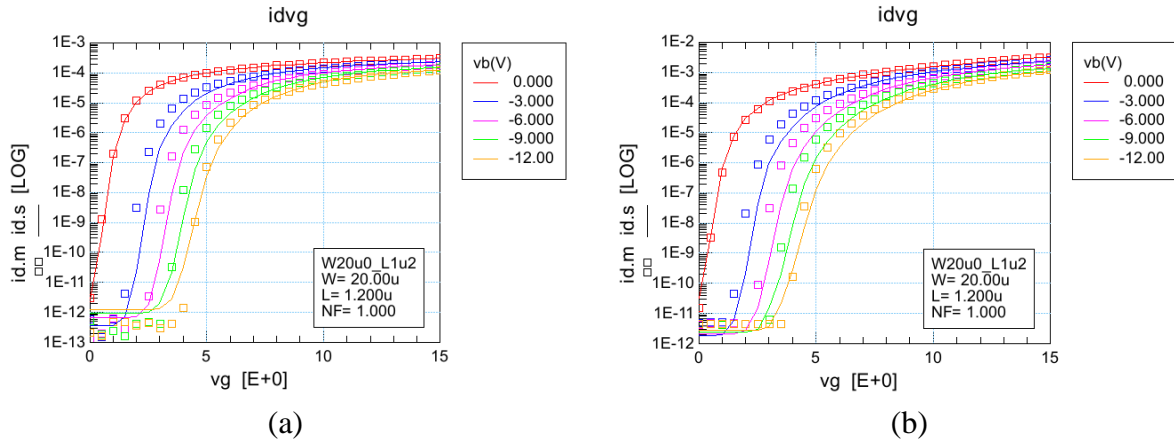 idvg
1E-3
1E-4
1E-5
1E-6
1E-7
1E-8
1E-9
1E-10
1E-11
1E-12
1E-13
id.m id.s [LOG]
0 5 10 15
vg [E+0]
vb(V)
0.000
-3.000
-6.000
-9.000
-12.00
W20u0_L1u2
W= 20.00u
L= 1.200u
NF= 1.000
(a)
idvg
1E-2
1E-3
1E-4
1E-5
1E-6
1E-7
1E-8
1E-9
1E-10
1E-11
1E-12
id.m id.s [LOG]
0 5 10 15
vg [E+0]
vb(V)
0.000
-3.000
-6.000
-9.000
-12.00
W20u0_L1u2
W= 20.00u
L= 1.200u
NF= 1.000
(b)